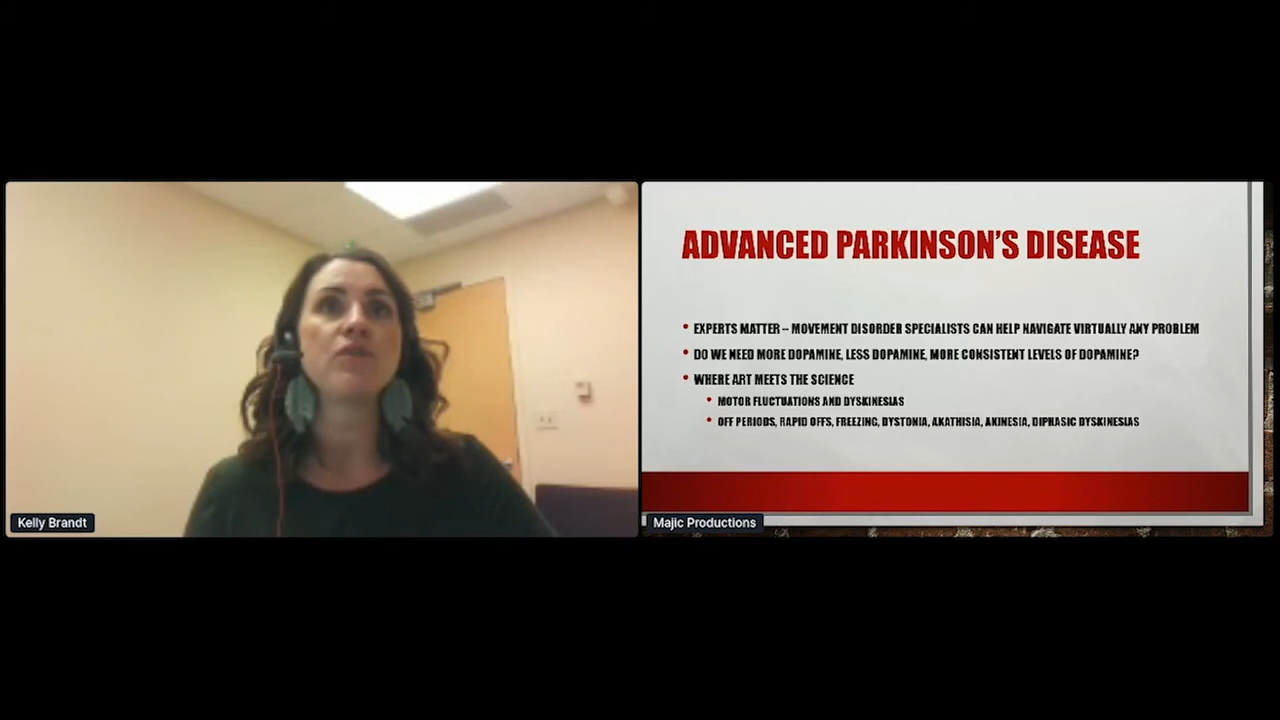 ADVANCED PARKINSON'S DISEASE
• EXPERTS MATTER – MOVEMENT DISORDER SPECIALISTS CAN HELP NAVIGATE VIRTUALLY ANY PROBLEM
• DO WE NEED MORE DOPAMINE, LESS DOPAMINE, MORE CONSISTENT LEVELS OF DOPAMINE?
• WHERE ART MEETS THE SCIENCE
• MOTOR FLUCTUATIONS AND DYSKINESIAS
• OFF PERIODS, RAPID OFFS, FREEZING, DYSTONIA, AKATHISIA, AKINESIA, DIPHASIC DYSKINESIAS
Kelly Brandt
Majic Productions